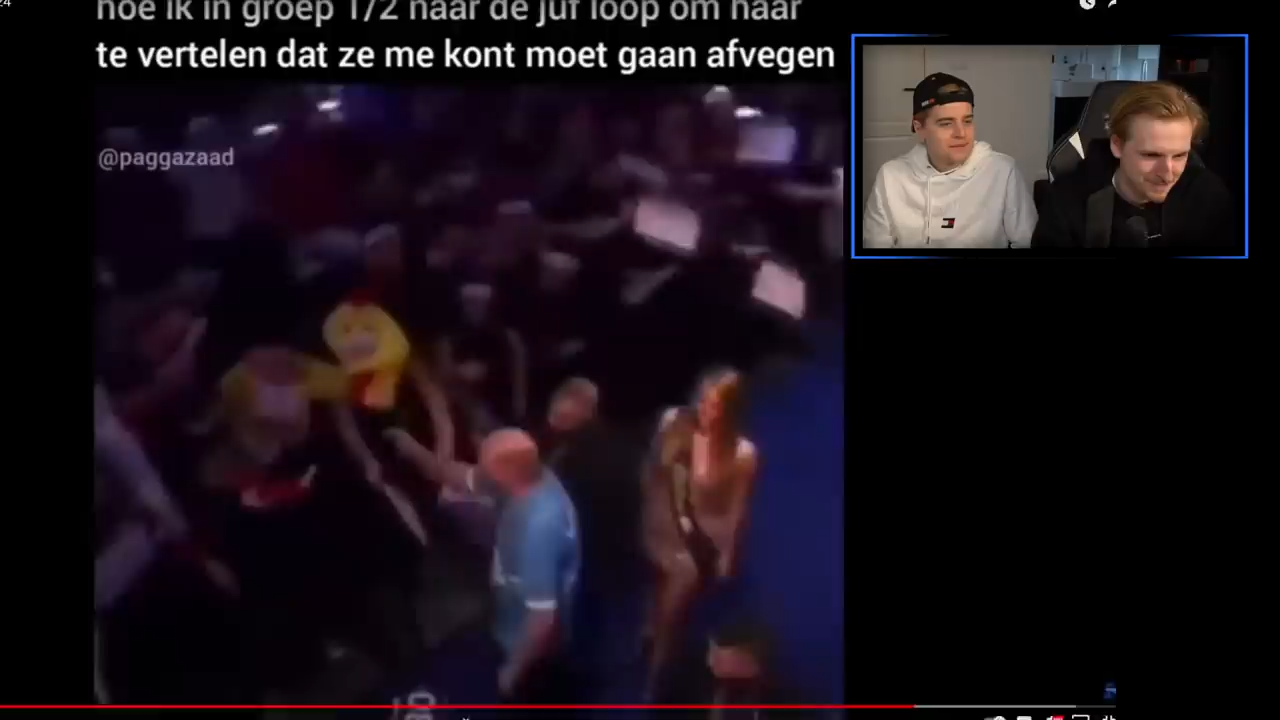 hoe ik in groep 1/2 naar de juf loop om haar
te vertelen dat ze me kont moet gaan afvegen
@paggazaad